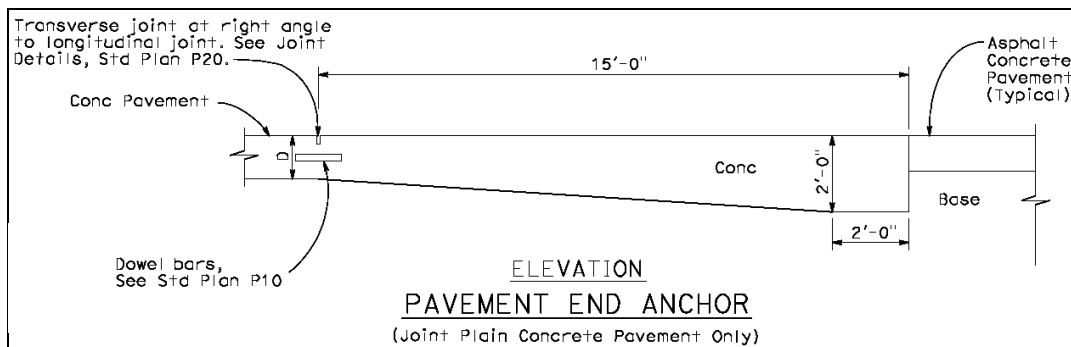 Transverse joint at right angle
to longitudinal joint. See Joint
Details, Std Plan P20.
15'-0"
Asphalt
Concrete
Pavement
(Typical)
Conc Pavement
D
Conc
2'-0"
Base
2'-0"
Dowel bars,
See Std Plan P10
ELEVATION
PAVEMENT END ANCHOR
(Joint Plain Concrete Pavement Only)